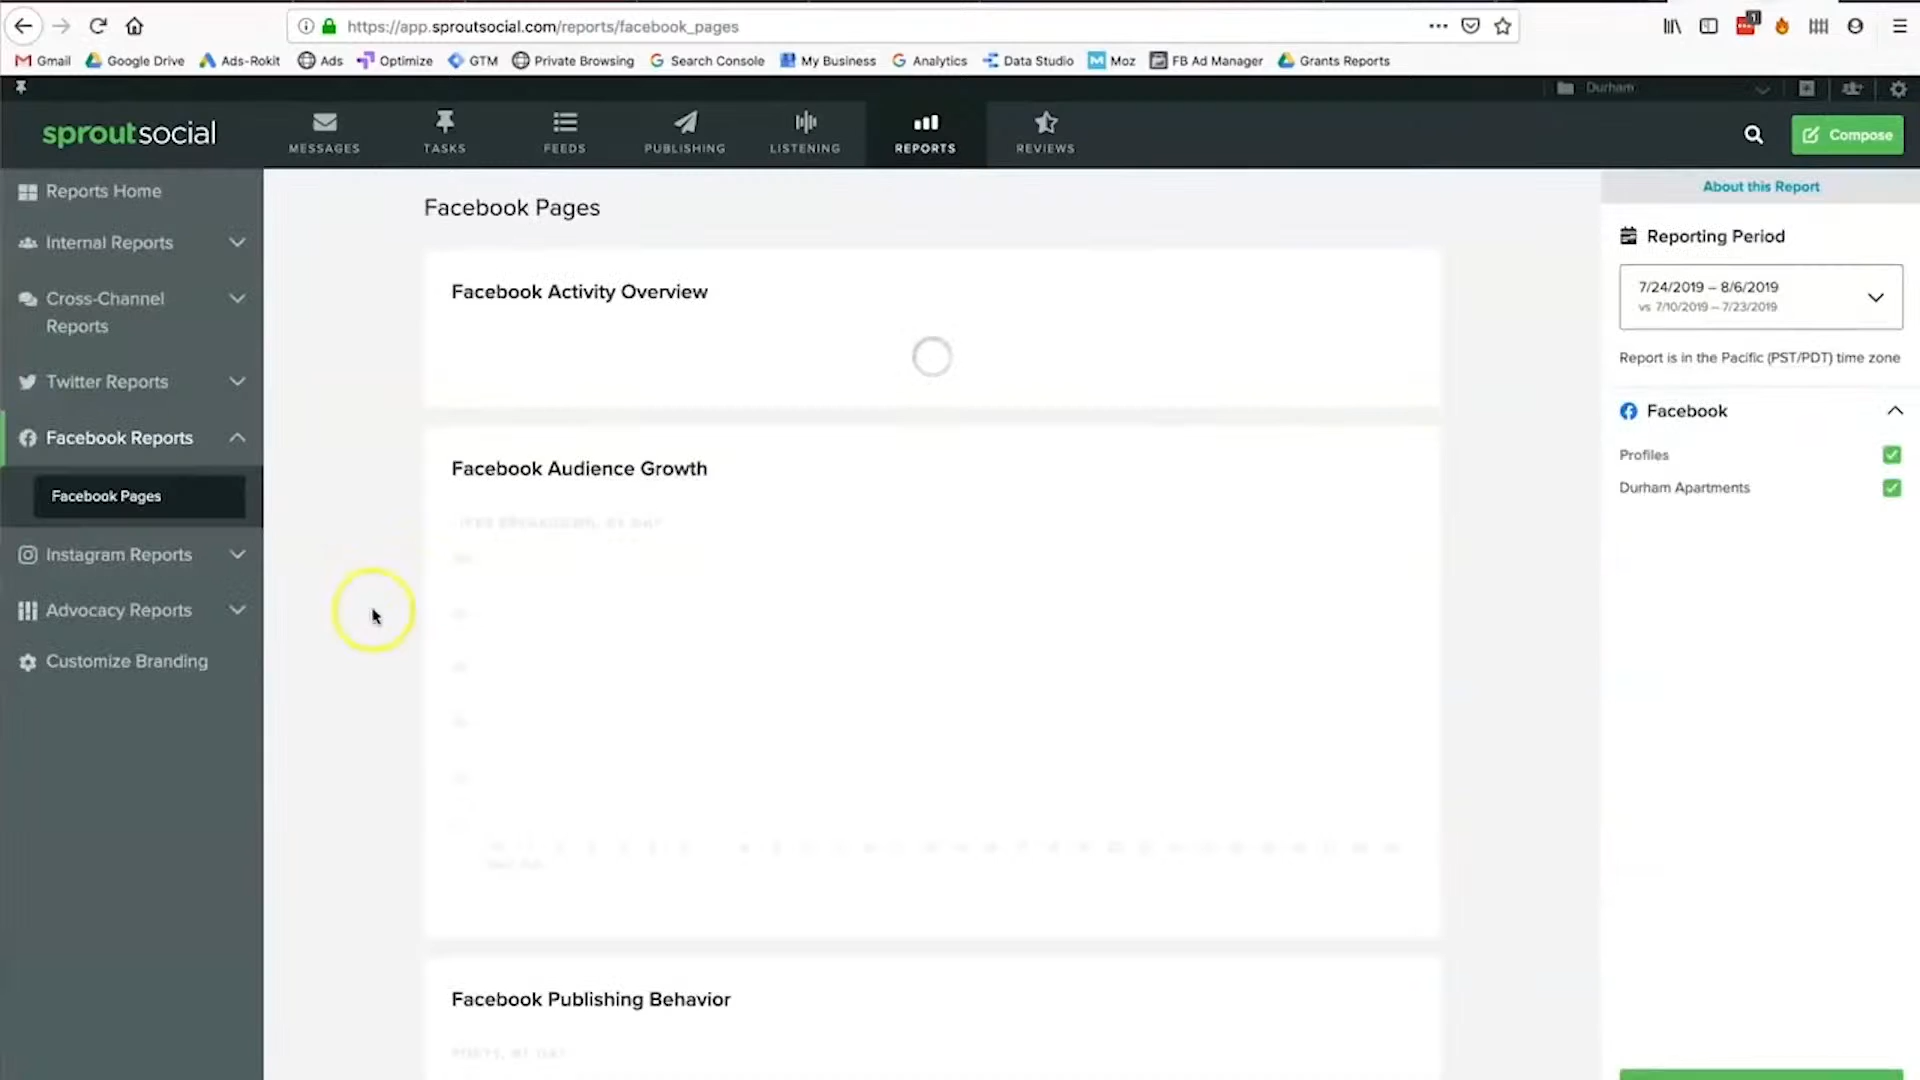 https://app.sproutsocial.com/reports/facebook_pages
Gmail Google Drive Ads-Rokit Ads Optimize GTM Private Browsing Search Console My Business Analytics Data Studio Moz FB Ad Manager Grants Reports
Durham
sproutsocial
MESSAGES TASKS FEEDS PUBLISHING LISTENING REPORTS REVIEWS
Compose
Reports Home
Internal Reports
Cross-Channel
Reports
Twitter Reports
Facebook Reports
Facebook Pages
Instagram Reports
Advocacy Reports
Customize Branding
Facebook Pages
Facebook Activity Overview
Facebook Audience Growth
Facebook Publishing Behavior
POSTS, BY DAY
About this Report
Reporting Period
7/24/2019 – 8/6/2019
vs 7/10/2019 – 7/23/2019
Report is in the Pacific (PST/PDT) time zone
Facebook
Profiles
Durham Apartments